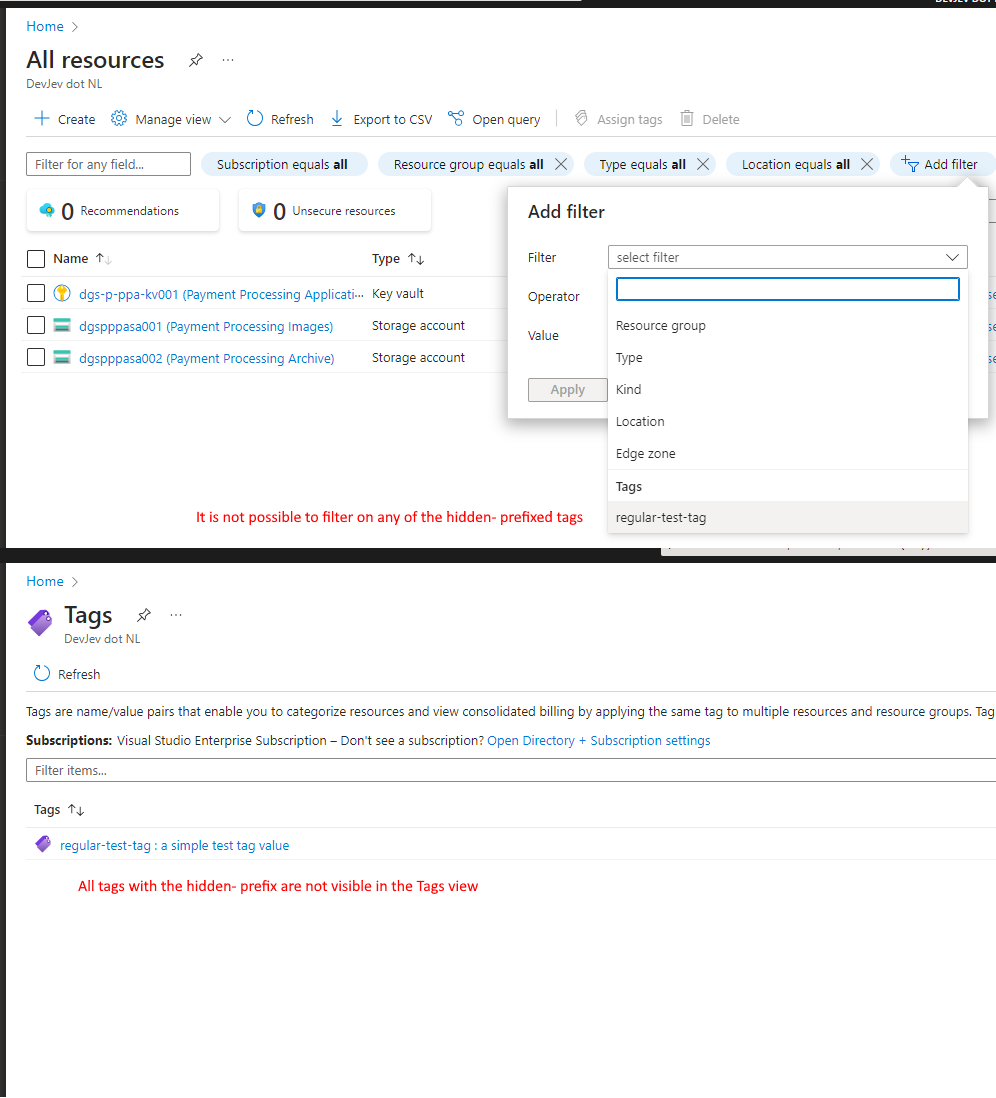 Home >
All resources
...
DevJev dot NL
Create Manage view Refresh Export to CSV Open query Assign tags Delete
Filter for any field... Subscription equals all Resource group equals all Type equals all Location equals all Add filter
0 Recommendations 0 Unsecure resources
Add filter
Name Type
Filter select filter
Operator
Value
Apply
Resource group
Type
Kind
Location
Edge zone
Tags
regular-test-tag
dgs-p-ppa-kv001 (Payment Processing Applicati... Key vault
dgspppasa001 (Payment Processing Images) Storage account
dgspppasa002 (Payment Processing Archive) Storage account
It is not possible to filter on any of the hidden- prefixed tags
Home >
Tags
...
DevJev dot NL
Refresh
Tags are name/value pairs that enable you to categorize resources and view consolidated billing by applying the same tag to multiple resources and resource groups. Tag
Subscriptions: Visual Studio Enterprise Subscription – Don't see a subscription? Open Directory + Subscription settings
Filter items...
Tags
regular-test-tag : a simple test tag value
All tags with the hidden- prefix are not visible in the Tags view